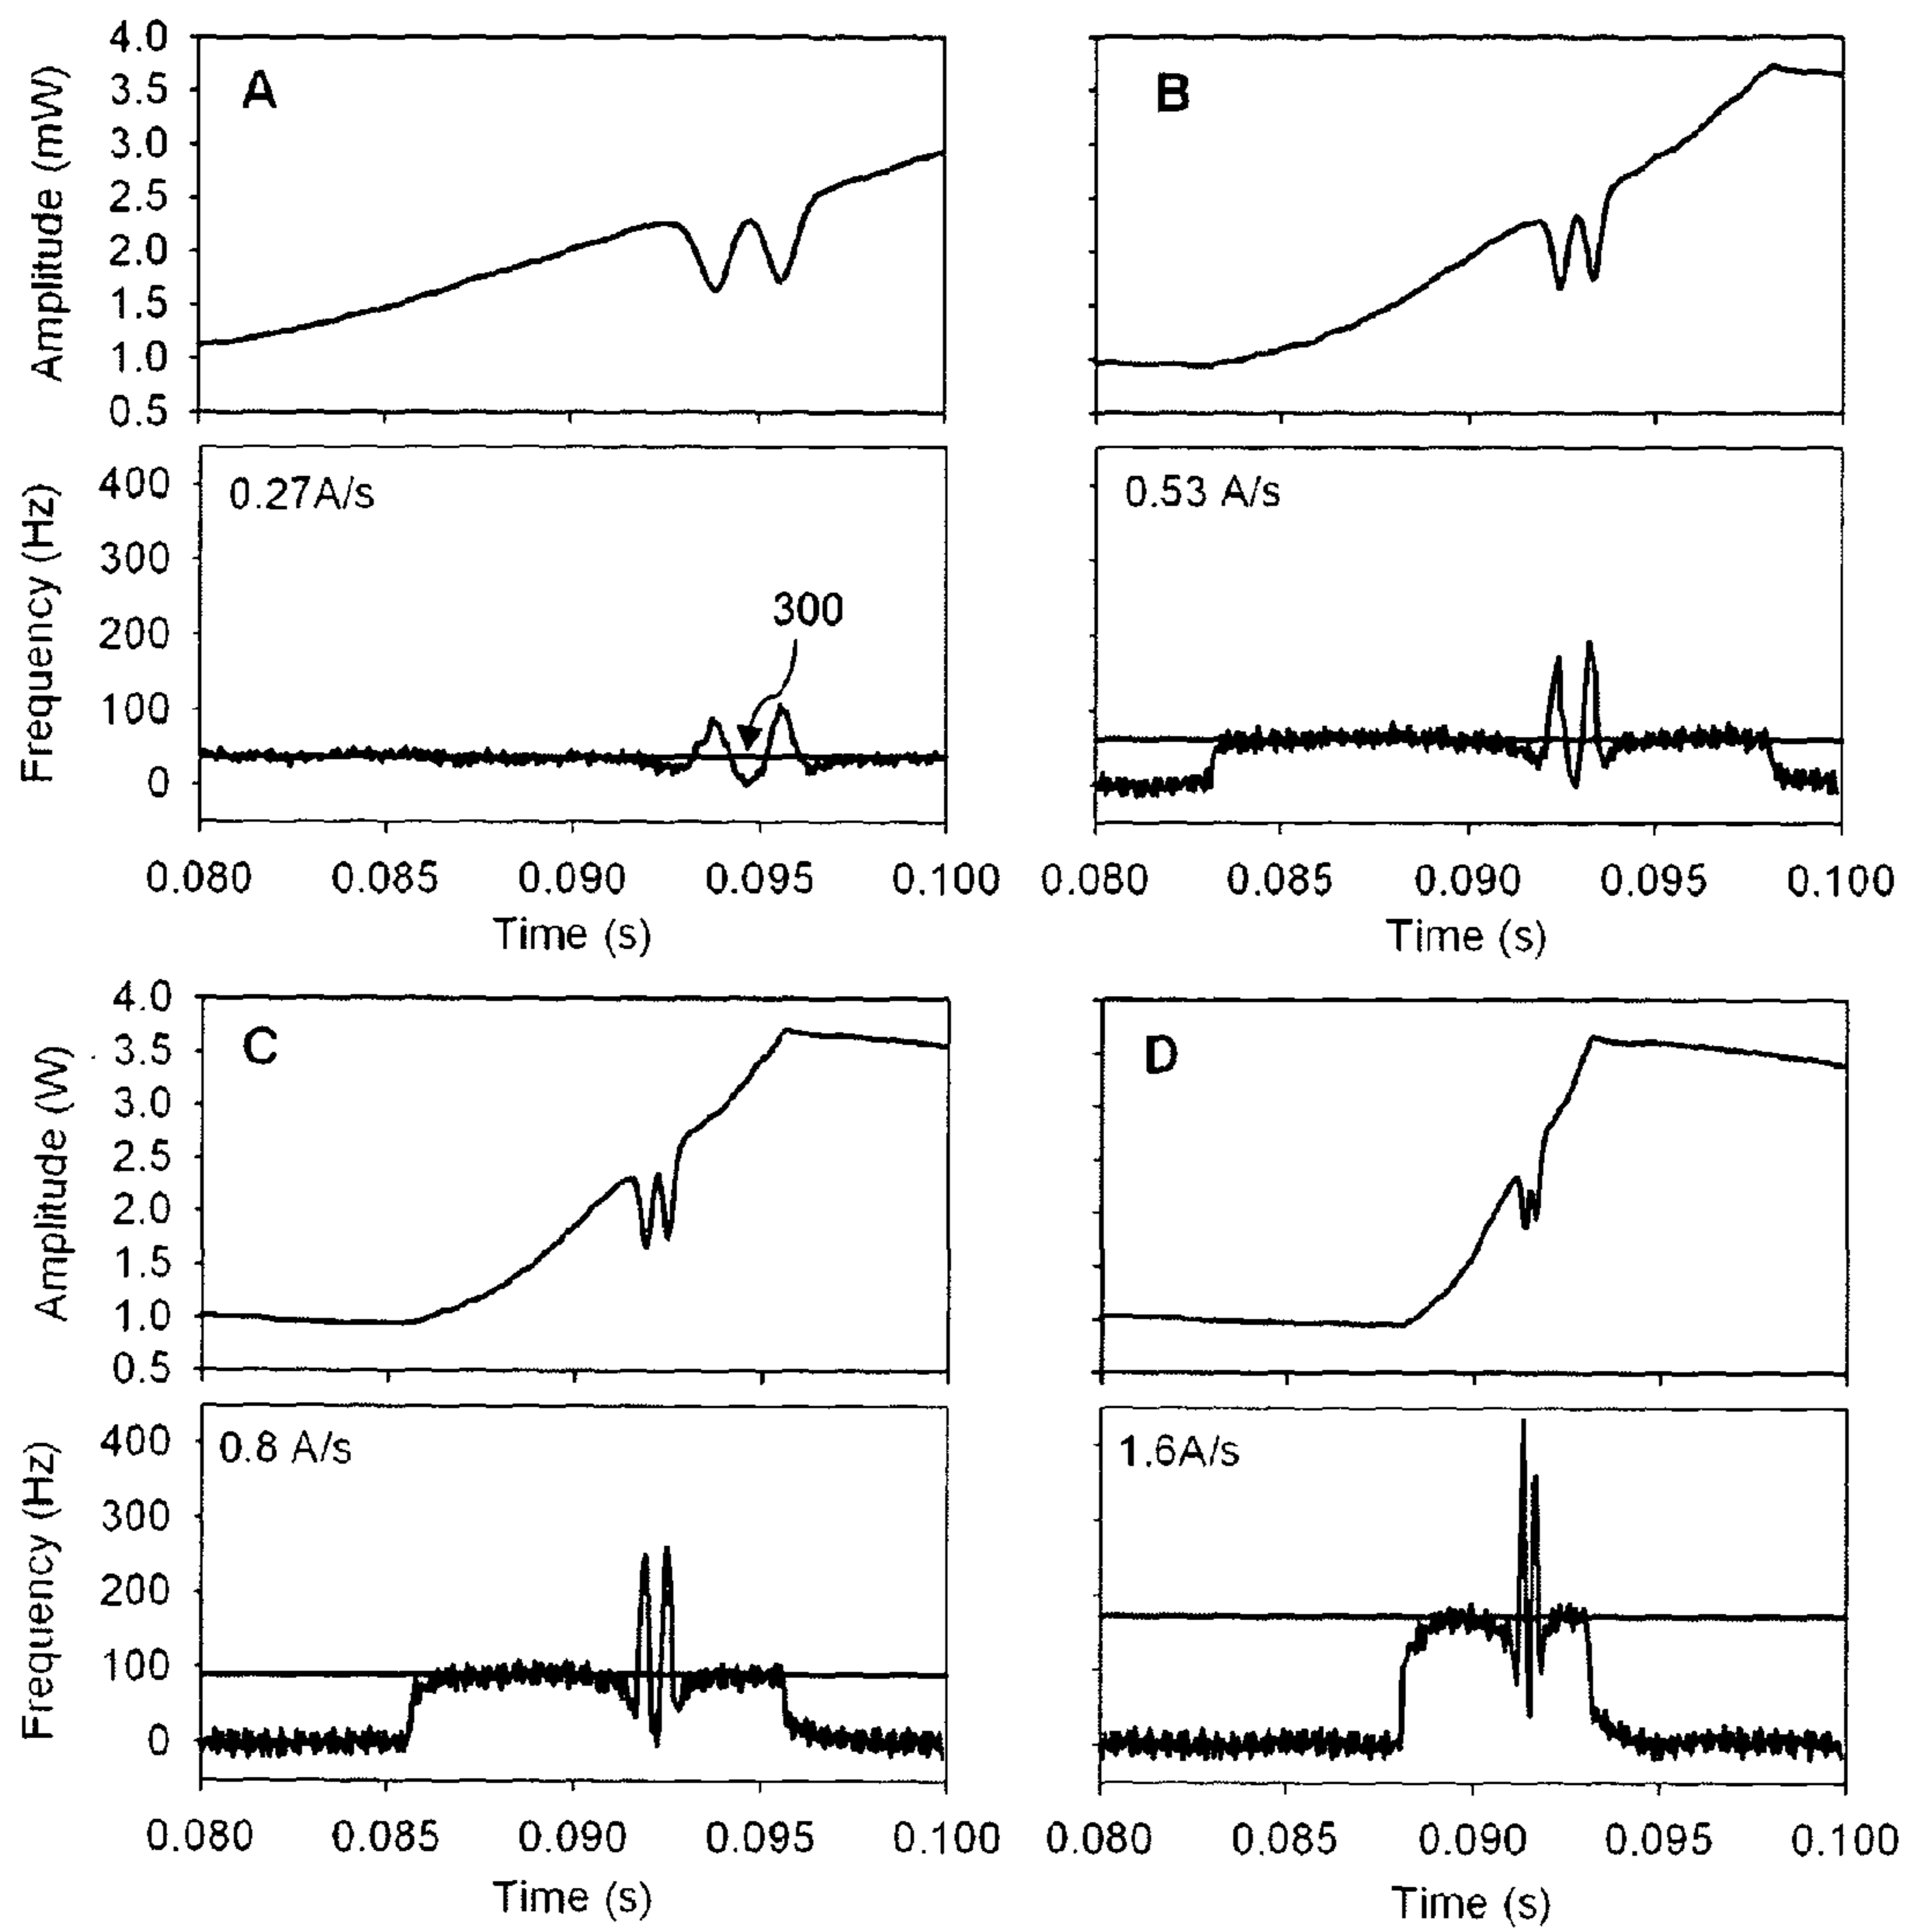 A
B
Amplitude (mW)
4.0
3.5
3.0
2.5
2.0
1.5
1.0
0.5
0.27A/s
0.53 A/s
Frequency (Hz)
400
300
200
100
0
300
0.080 0.085 0.090 0.095 0.100
0.080 0.085 0.090 0.095 0.100
Time (s)
Time (s)
C
D
Amplitude (W)
4.0
3.5
3.0
2.5
2.0
1.5
1.0
0.5
0.8 A/s
1.6A/s
Frequency (Hz)
400
300
200
100
0
0.080 0.085 0.090 0.095 0.100
0.080 0.085 0.090 0.095 0.100
Time (s)
Time (s)